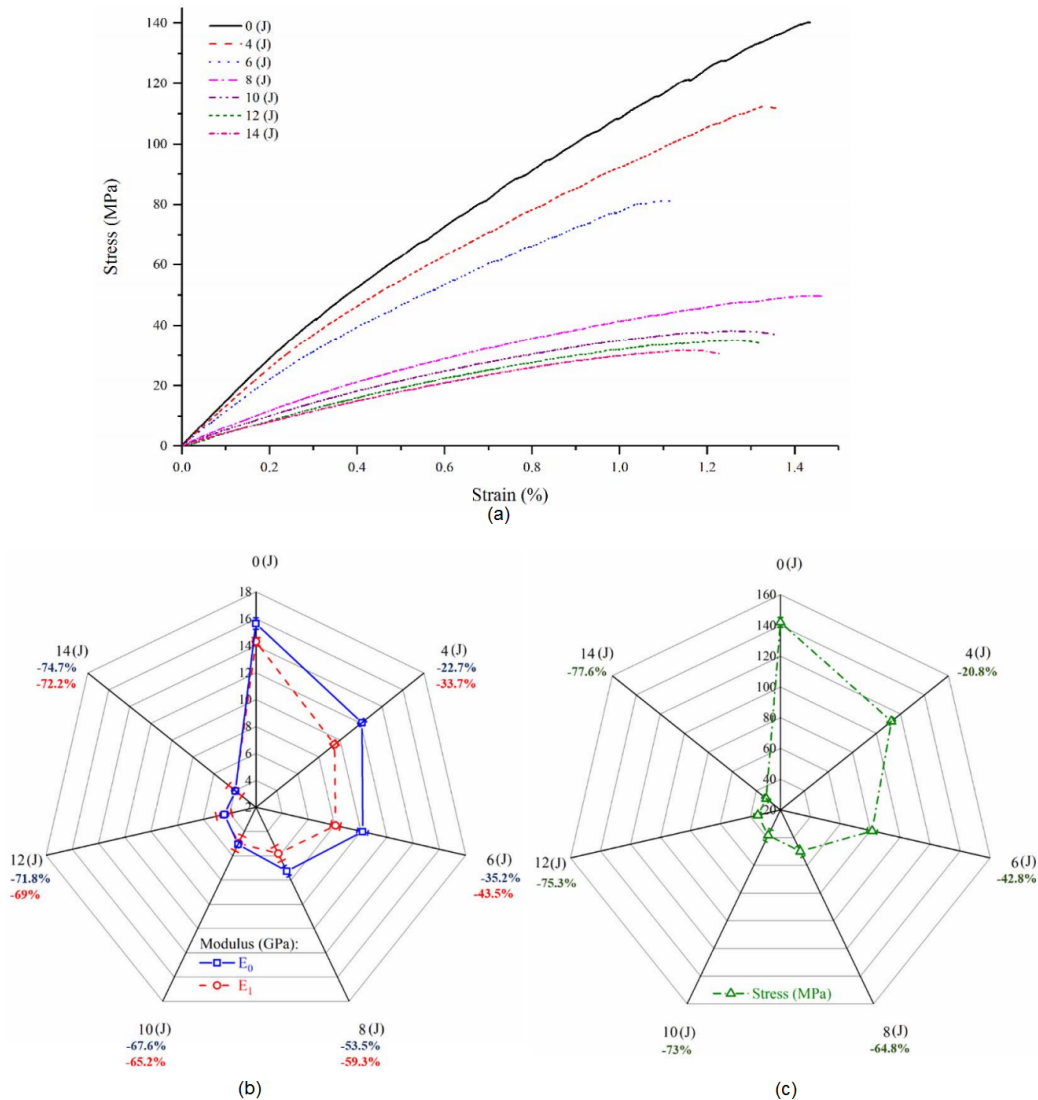 140
120
100
80
60
40
20
0
Stress (MPa)
0 (J)
4 (J)
6 (J)
8 (J)
10 (J)
12 (J)
14 (J)
0.0 0.2 0.4 0.6 0.8 1.0 1.2 1.4
Strain (%)
(a)
0 (J)
18
16
14
12
10
8
6
4
2
4 (J)
-22.7%
-33.7%
6 (J)
-35.2%
-43.5%
8 (J)
-53.5%
-59.3%
10 (J)
-67.6%
-65.2%
12 (J)
-71.8%
-69%
14 (J)
-74.7%
-72.2%
Modulus (GPa):
E0
E1
(b)
0 (J)
160
140
120
100
80
60
40
20
4 (J)
-20.8%
6 (J)
-42.8%
8 (J)
-64.8%
10 (J)
-73%
12 (J)
-75.3%
14 (J)
-77.6%
Stress (MPa)
(c)